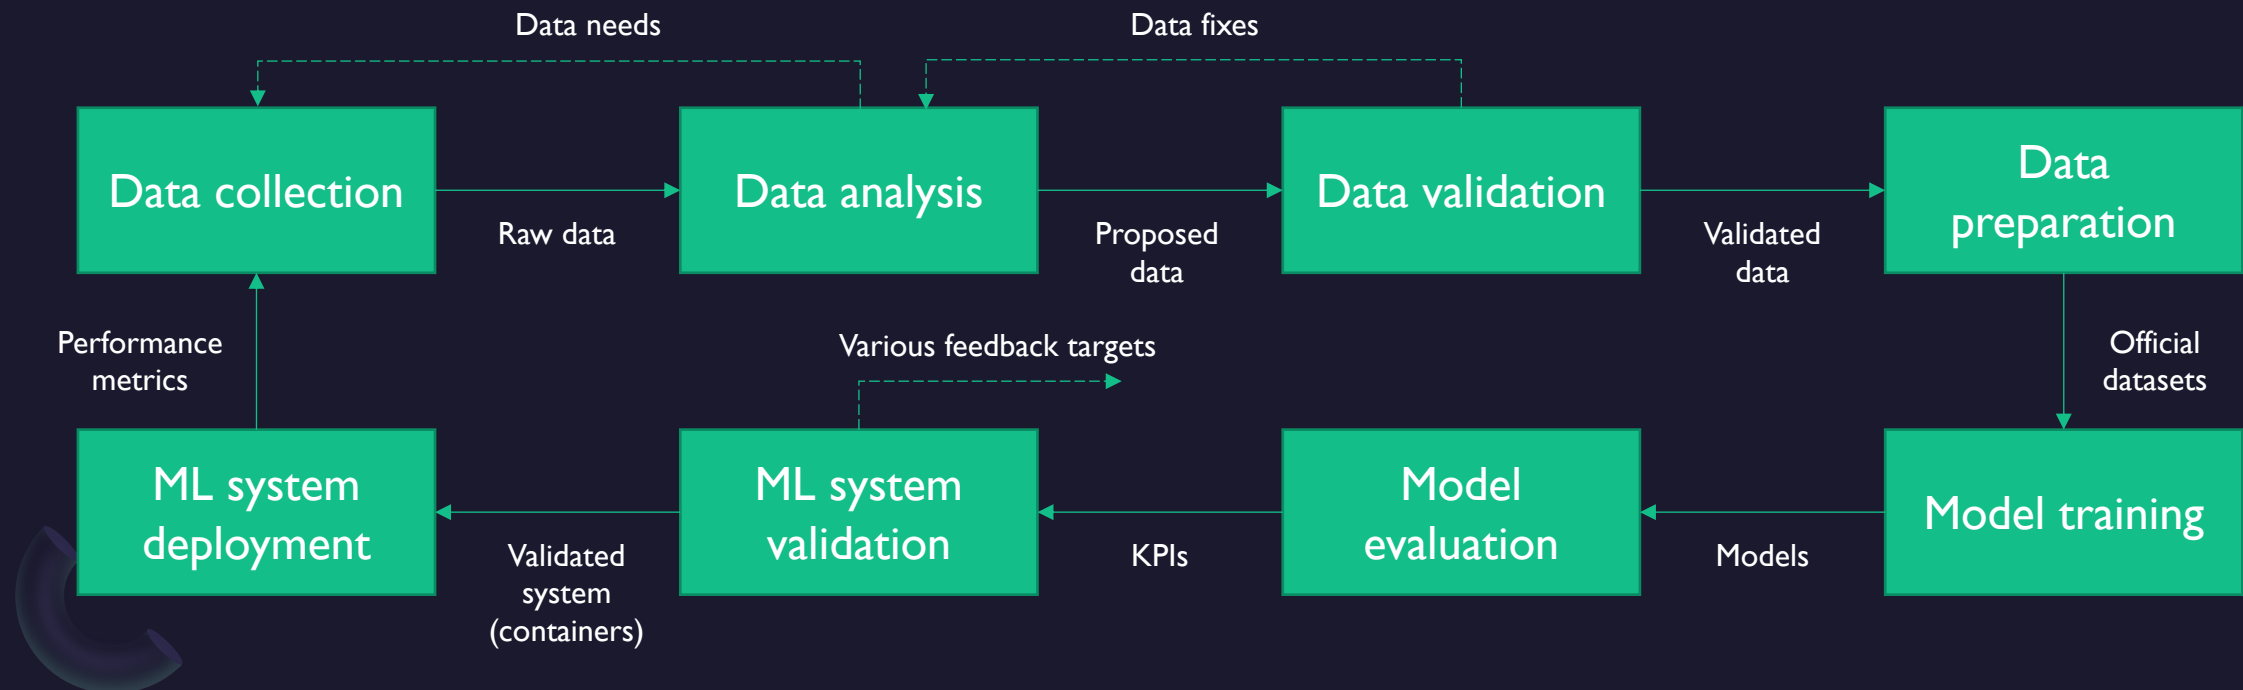 Data needs
Data fixes
Data collection
Raw data
Data analysis
Proposed
data
Data validation
Validated
data
Data
preparation
Performance
metrics
Various feedback targets
Official
datasets
ML system
deployment
Validated
system
(containers)
ML system
validation
KPIs
Model
evaluation
Models
Model training